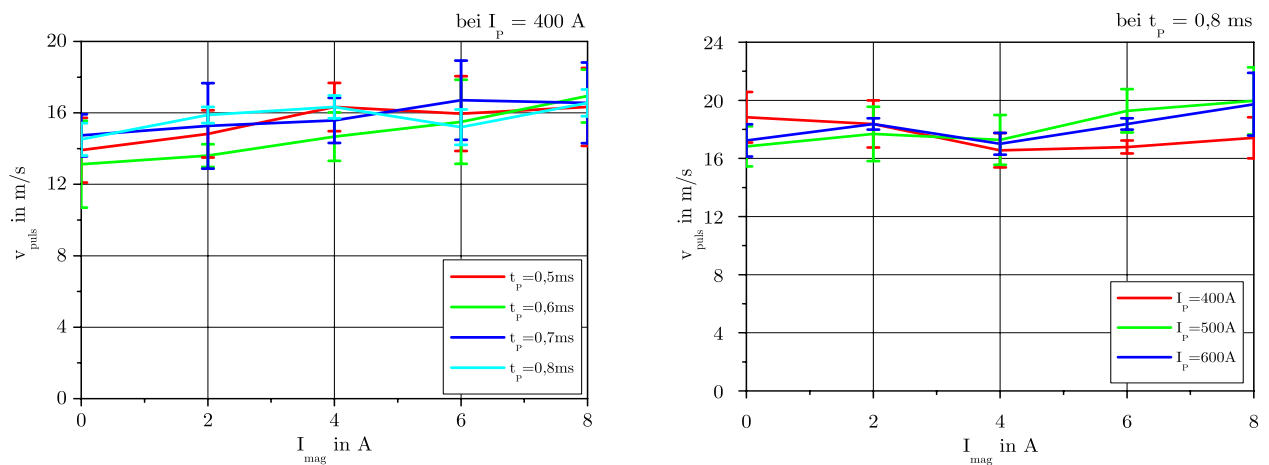 bei I_P = 400 A
20
16
12
8
4
0
v_puls in m/s
t_P=0,5ms
t_P=0,6ms
t_P=0,7ms
t_P=0,8ms
0 2 4 6 8
I_mag in A
bei t_P = 0,8 ms
24
20
16
12
8
4
0
v_puls in m/s
I_P=400A
I_P=500A
I_P=600A
0 2 4 6 8
I_mag in A